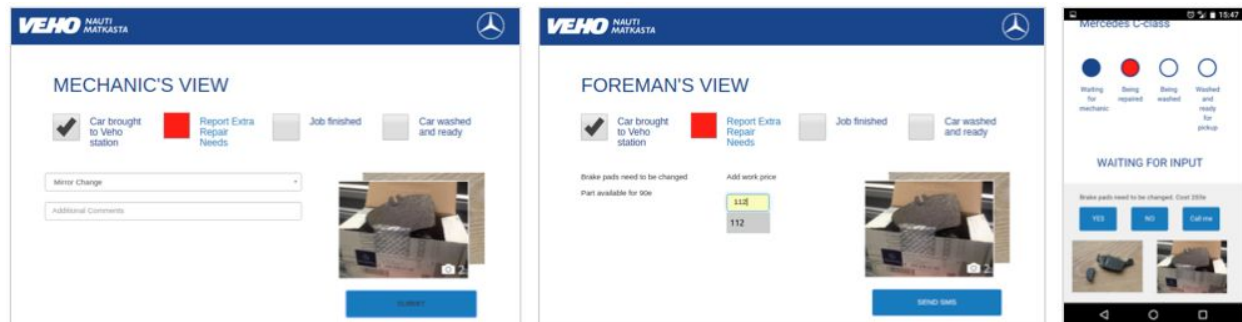 VEHO NAUTI
MATKASTA
MECHANIC'S VIEW
Car brought
to Veho
station
Report Extra
Repair
Needs
Job finished
Car washed
and ready
Mirror Change
Additional Comments
2
SUBMIT
VEHO NAUTI
MATKASTA
FOREMAN'S VIEW
Car brought
to Veho
station
Report Extra
Repair
Needs
Job finished
Car washed
and ready
Brake pads need to be changed
Add work price
Part available for 90e
112
112
2
SEND SMS
15:47
Mercedes C-class
Waiting
for
mechanic
Being
repaired
Being
washed
Washed
and
ready
for
pickup
WAITING FOR INPUT
Brake pads need to be changed. Cost
YES
NO
Call me